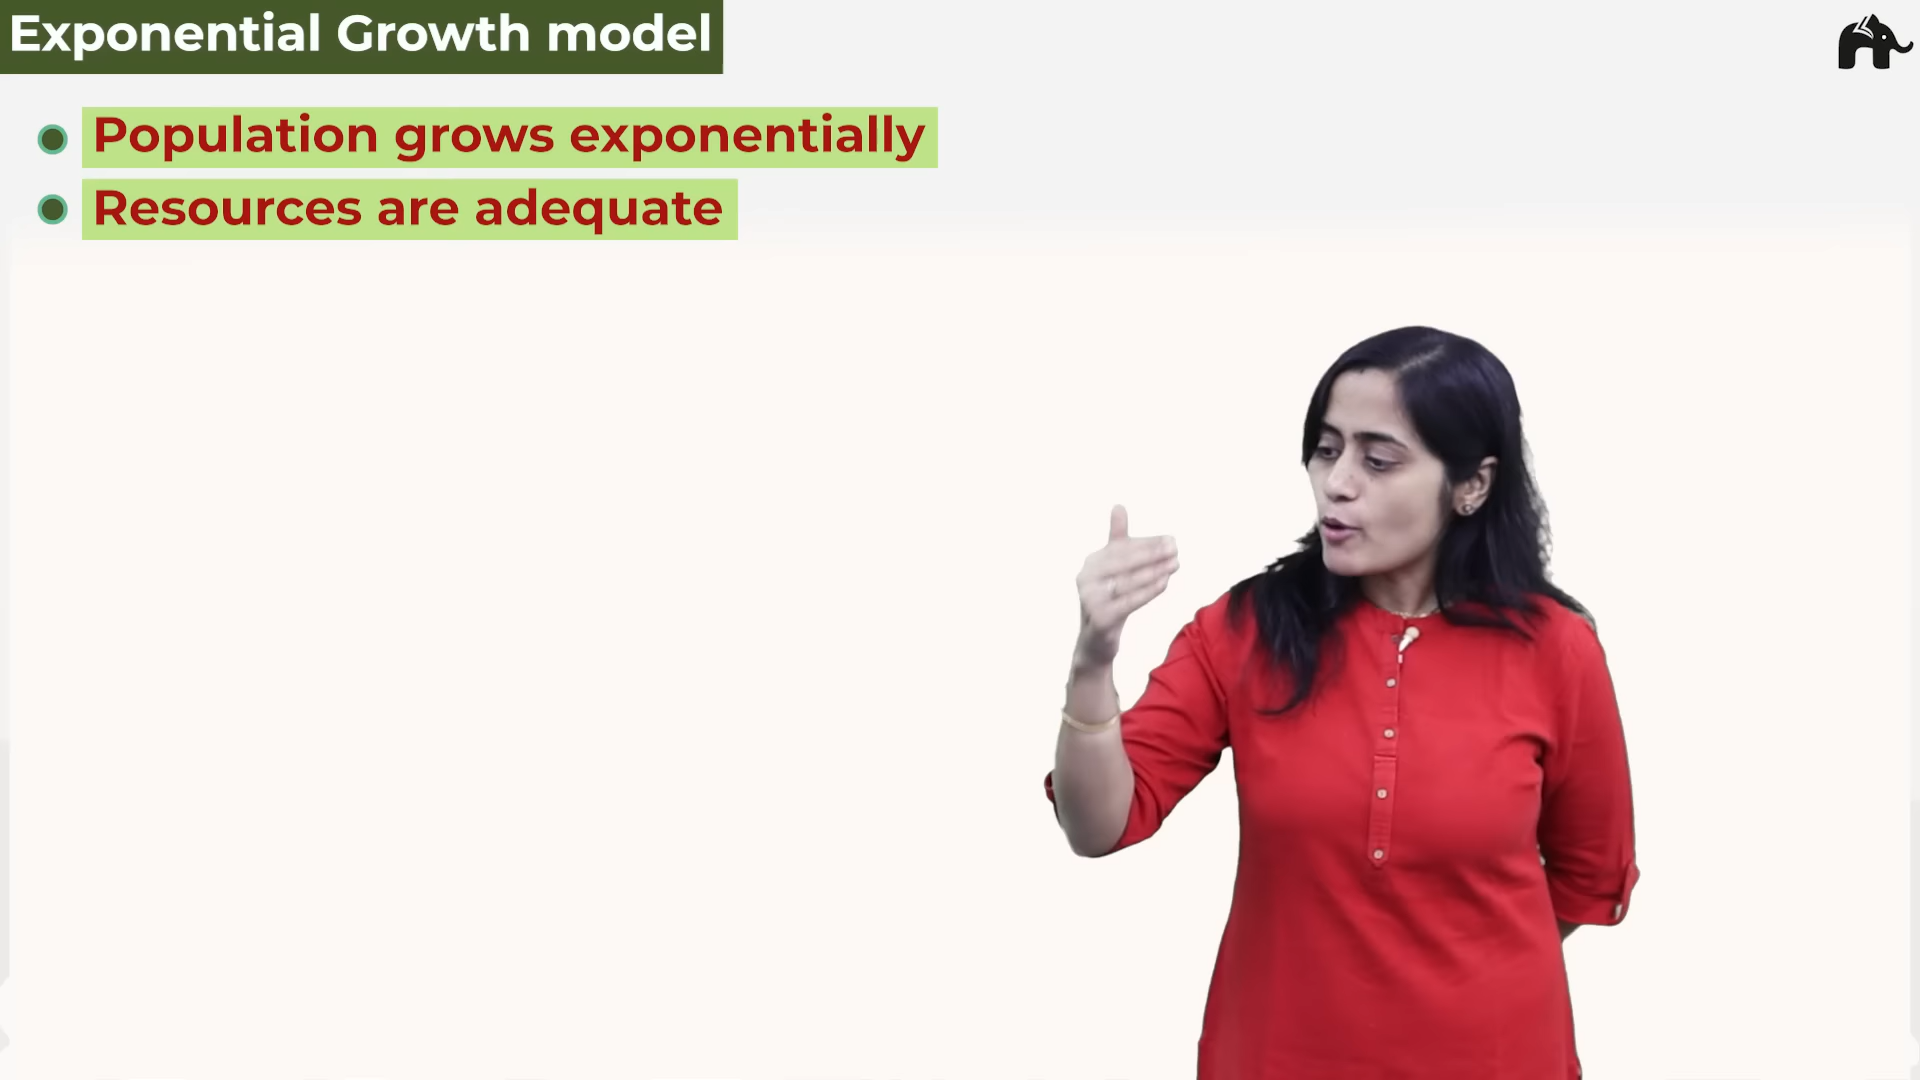 Exponential Growth model
Population grows exponentially
Resources are adequate